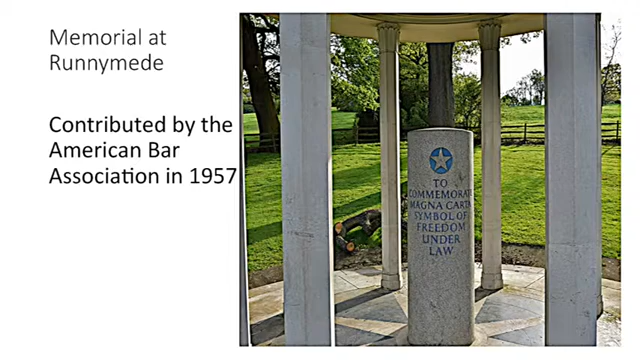 Memorial at
Runnymede
Contributed by the
American Bar
Association in 1957
TO
COMMEMORATE
MAGNA CARTA
SYMBOL OF
FREEDOM
UNDER
LAW